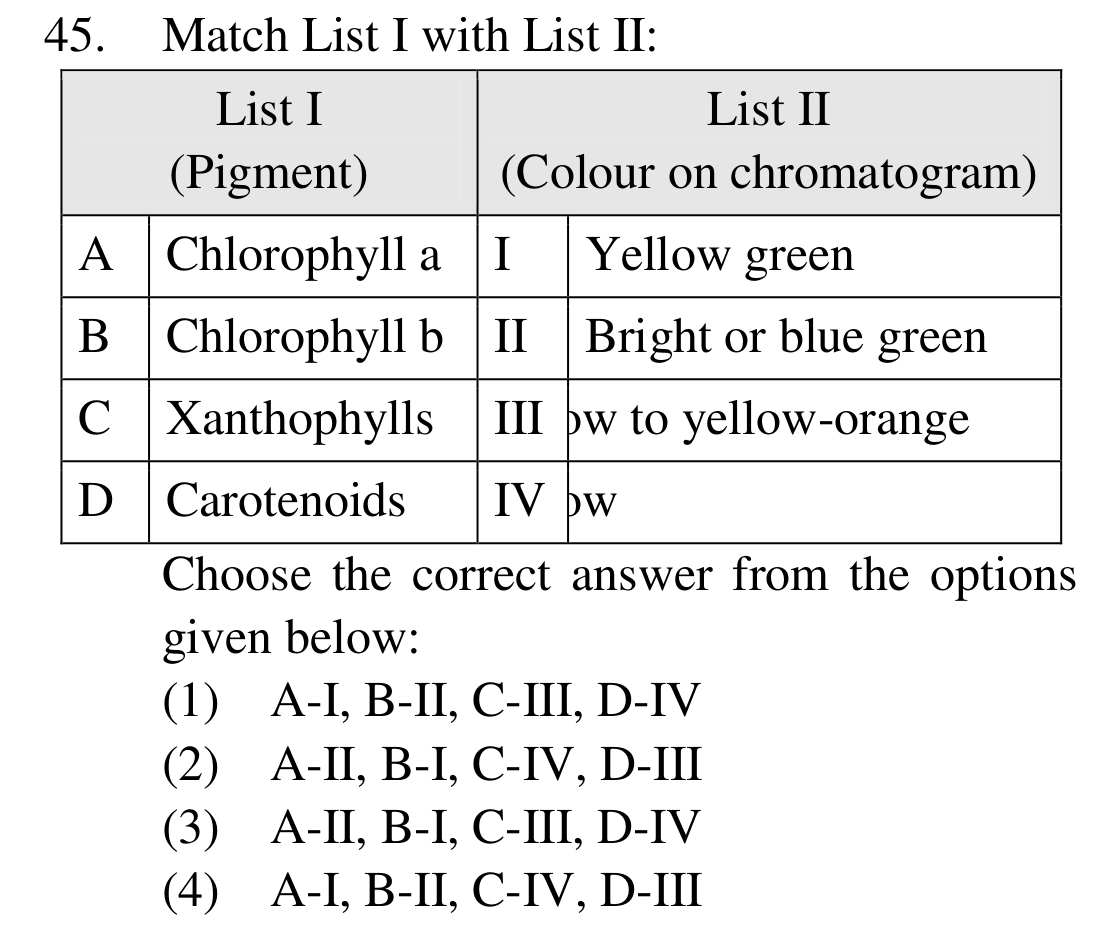 45. Match List I with List II:
List I List II
(Pigment) (Colour on chromatogram)
A Chlorophyll a I Yellow green
B Chlorophyll b II Bright or blue green
C Xanthophylls III ow to yellow-orange
D Carotenoids IV ow
Choose the correct answer from the options
given below:
(1) A-I, B-II, C-III, D-IV
(2) A-II, B-I, C-IV, D-III
(3) A-II, B-I, C-III, D-IV
(4) A-I, B-II, C-IV, D-III